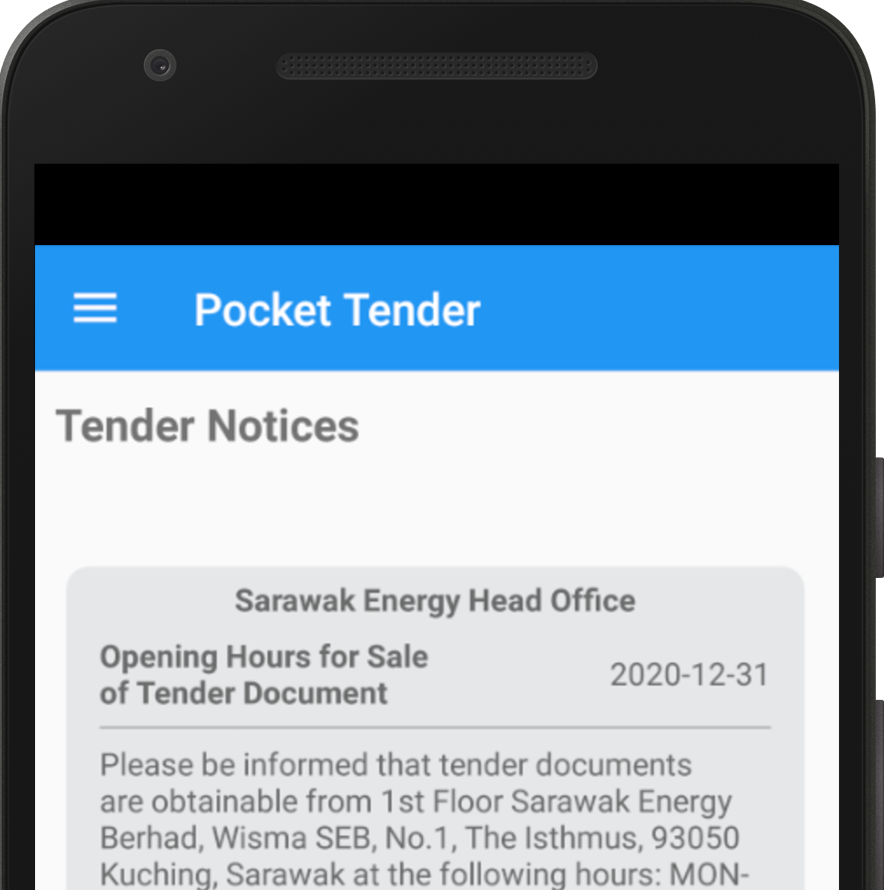 Pocket Tender
Tender Notices
Sarawak Energy Head Office
Opening Hours for Sale
of Tender Document
2020-12-31
Please be informed that tender documents
are obtainable from 1st Floor Sarawak Energy
Berhad, Wisma SEB, No.1, The Isthmus, 93050
Kuching, Sarawak at the following hours: MON-